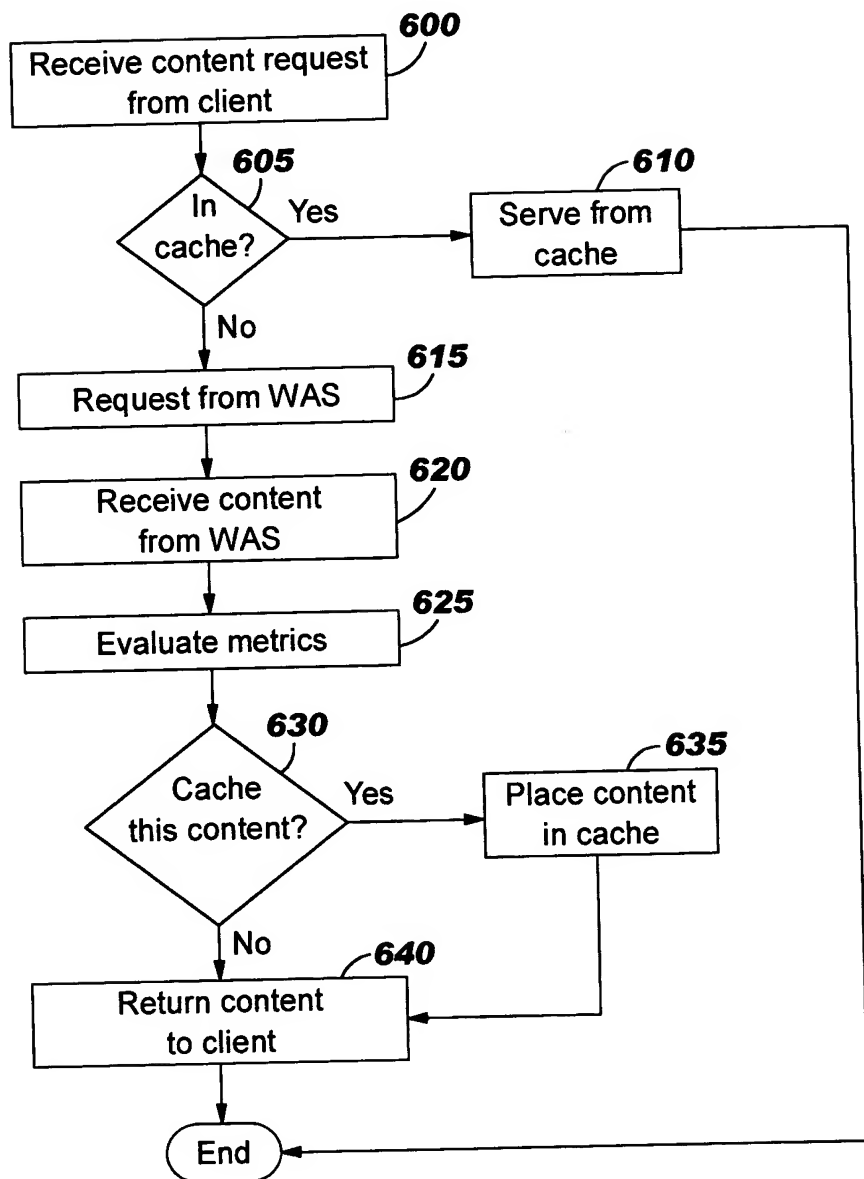 600
Receive content request
from client
605
In
cache?
Yes
610
Serve from
cache
No
615
Request from WAS
620
Receive content
from WAS
625
Evaluate metrics
630
Cache
this content?
Yes
635
Place content
in cache
No
640
Return content
to client
End